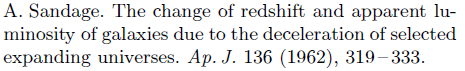 A. Sandage. The change of redshift and apparent lu-
minosity of galaxies due to the deceleration of selected
expanding universes. Ap. J. 136 (1962), 319–333.